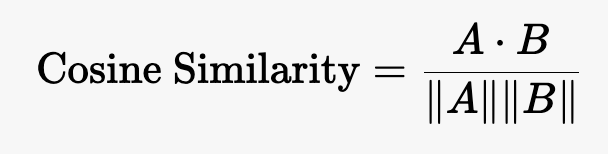 Cosine Similarity = A · B / ‖A‖‖B‖